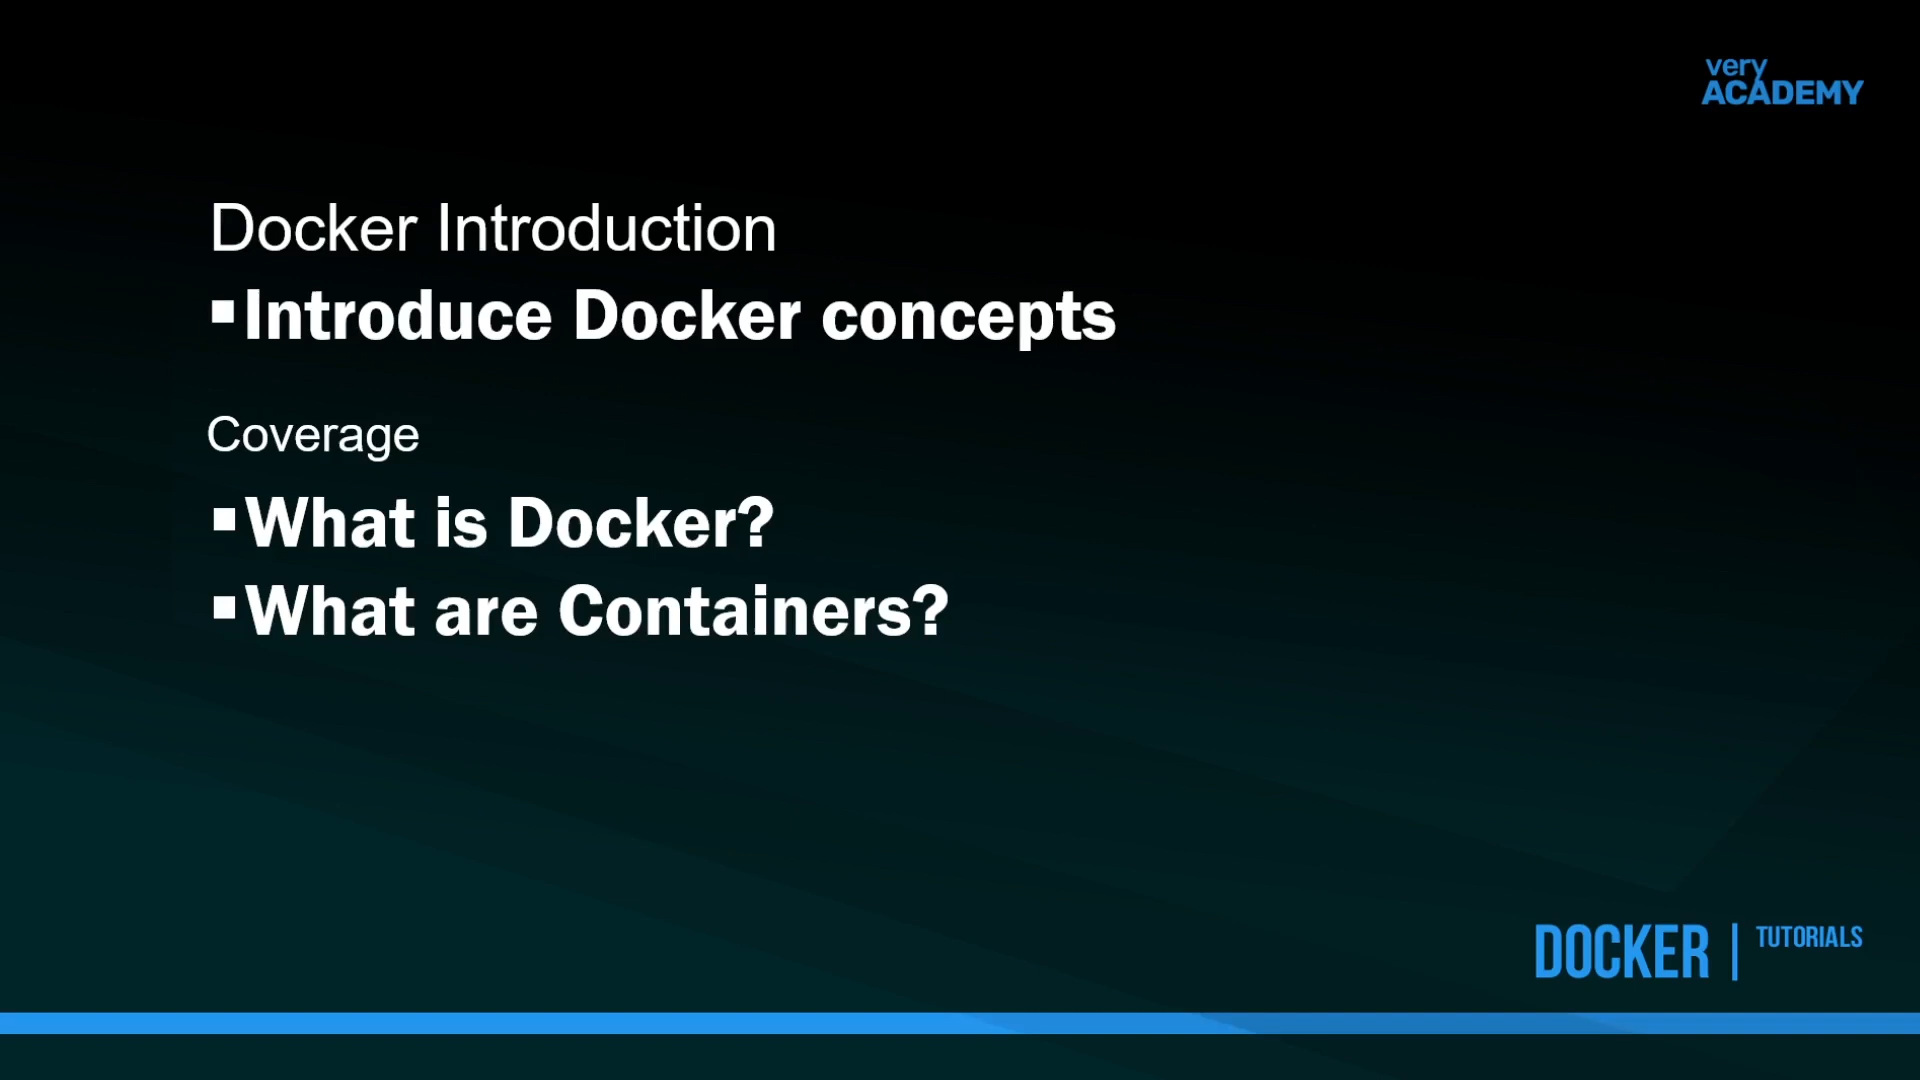 very
ACADEMY
Docker Introduction
▪Introduce Docker concepts
Coverage
▪What is Docker?
▪What are Containers?
DOCKER | TUTORIALS